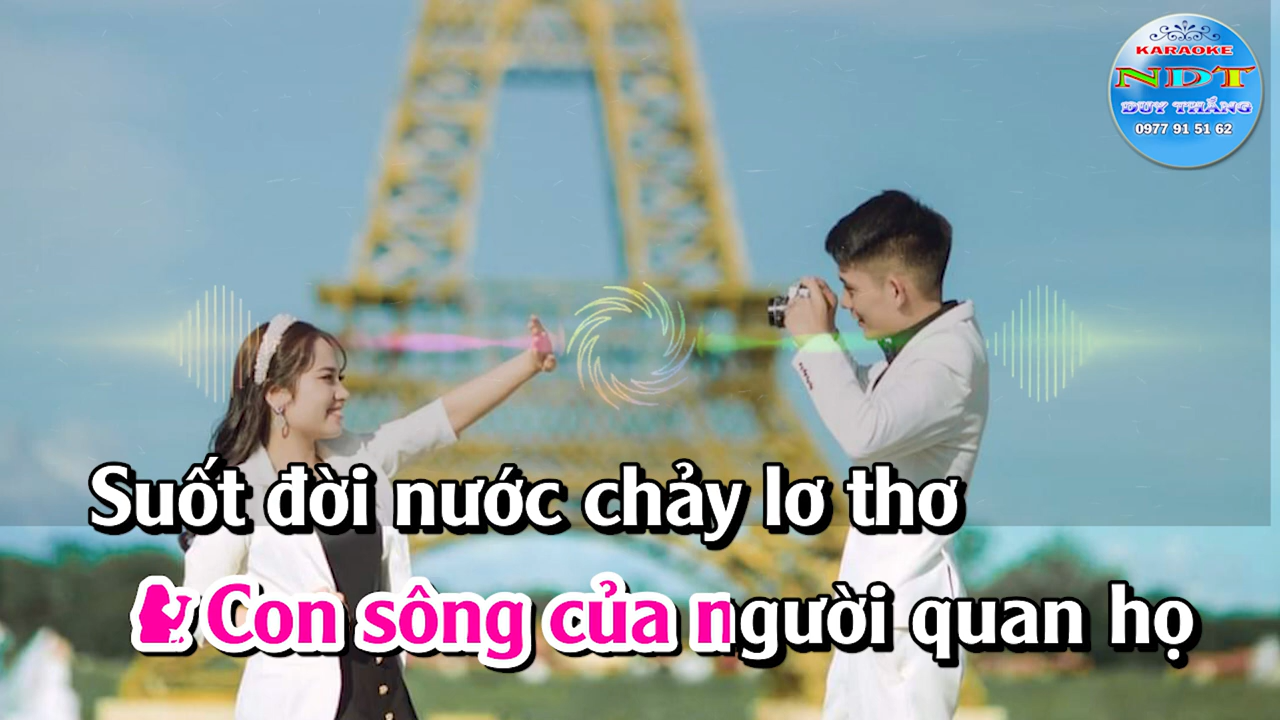 KARAOKE
NDT
DUY THẮNG
0977 91 51 62
Suốt đời nước chảy lơ thơ
Con sông của người quan họ